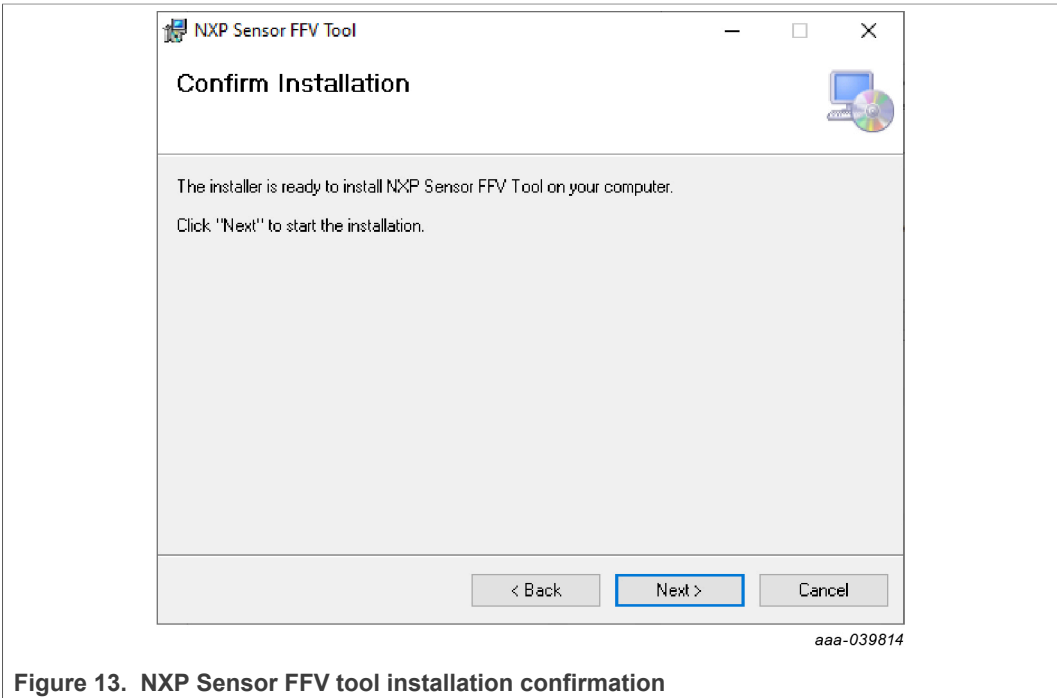 NXP Sensor FFV Tool
Confirm Installation
The installer is ready to install NXP Sensor FFV Tool on your computer.
Click "Next" to start the installation.
< Back
Next >
Cancel
aaa-039814
Figure 13. NXP Sensor FFV tool installation confirmation